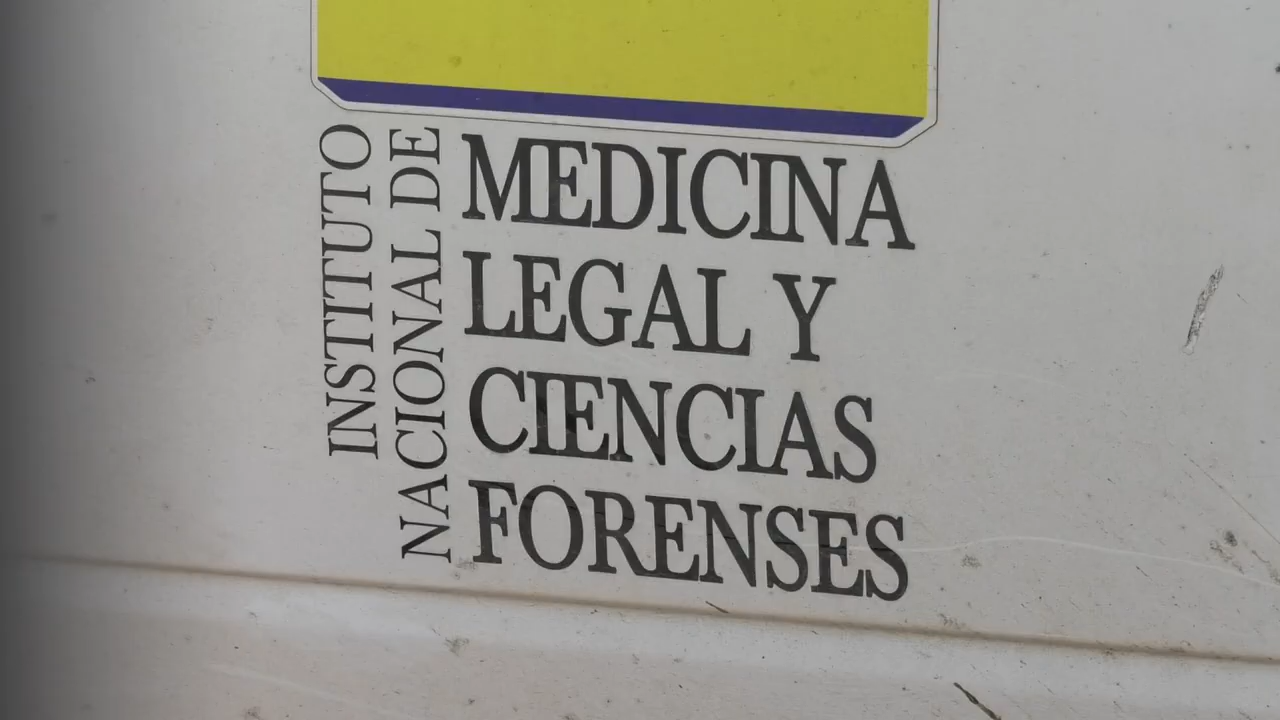 INSTITUTO
NACIONAL DE
MEDICINA
LEGAL Y
CIENCIAS
FORENSES